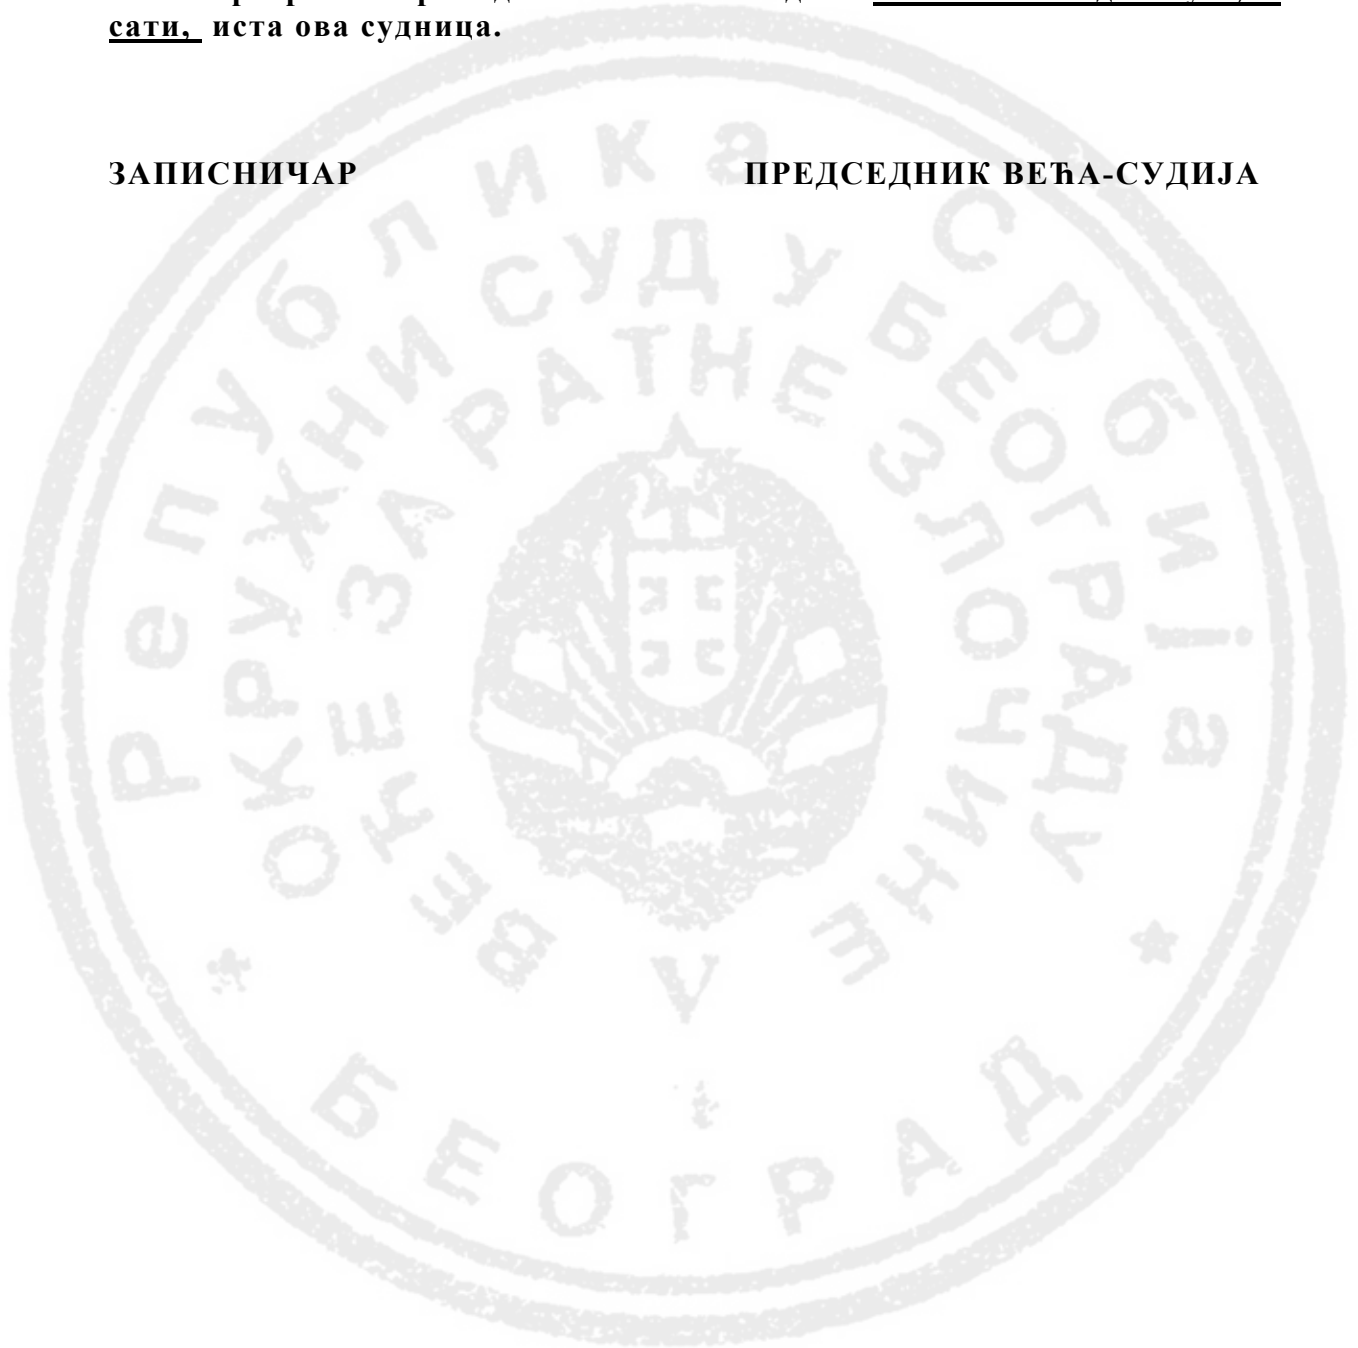 сати, иста ова судница.
ЗАПИСНИЧАР ПРЕДСЕДНИК ВЕЋА-СУДИЈА
Република Србија
ОКРУЖНИ СУД У БЕОГРАДУ
ВЕЋЕ ЗА РАТНЕ ЗЛОЧИНЕ
V
БЕОГРАД